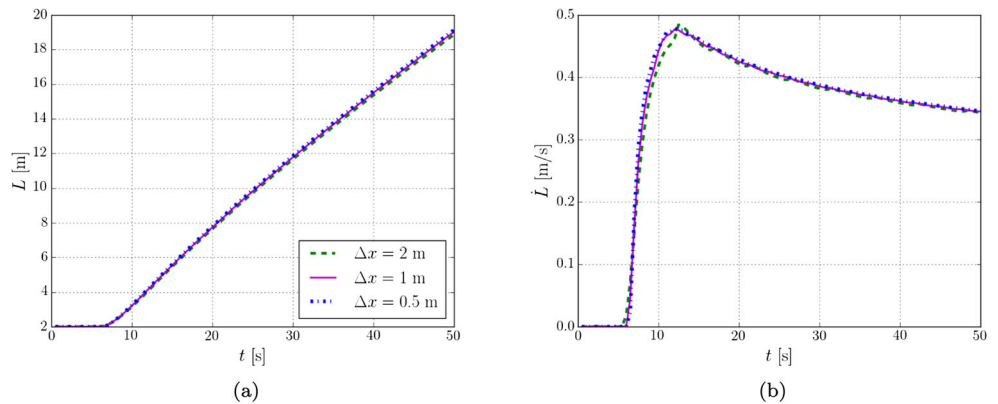 20
18
16
14
12
10
8
6
4
2
0 10 20 30 40 50
L [m]
t [s]
Δx = 2 m
Δx = 1 m
Δx = 0.5 m
(a)
0.5
0.4
0.3
0.2
0.1
0.0
0 10 20 30 40 50
L̇ [m/s]
t [s]
(b)